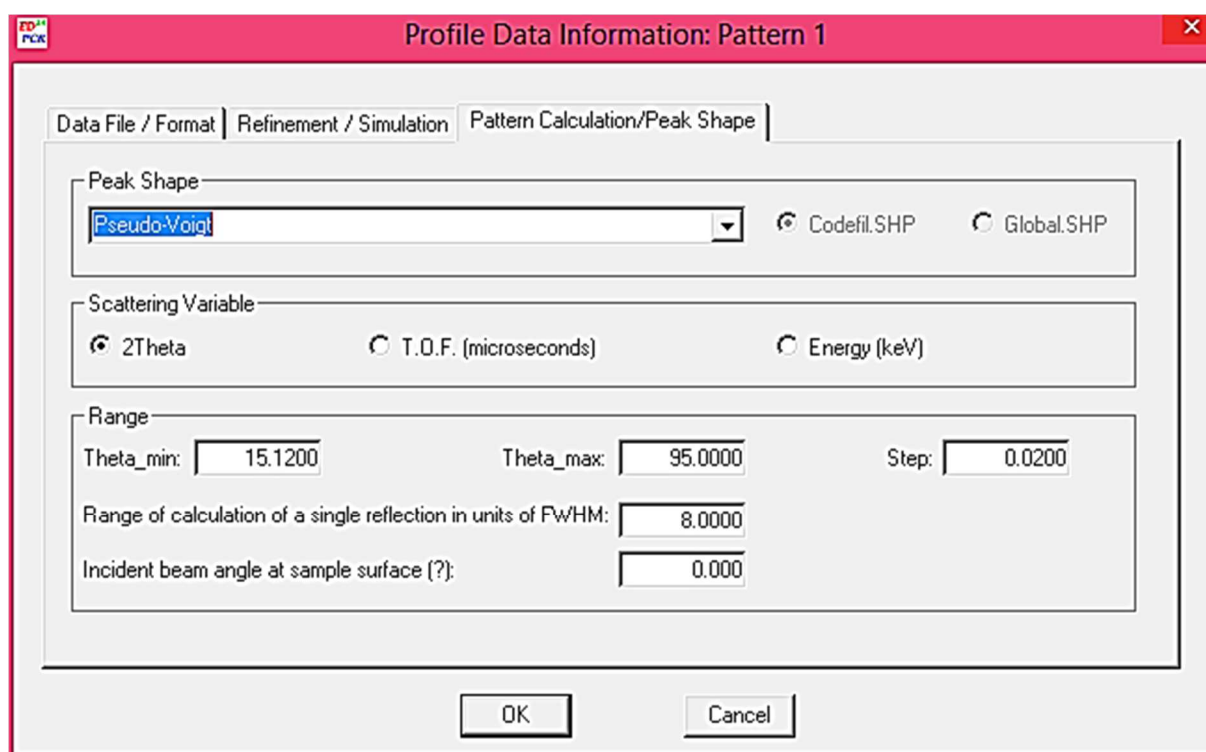 ED
PCR
Profile Data Information: Pattern 1
Data File / Format Refinement / Simulation Pattern Calculation/Peak Shape
Peak Shape
Pseudo-Voigt Codefil.SHP Global.SHP
Scattering Variable
2Theta T.O.F. (microseconds) Energy (keV)
Range
Theta_min: 15.1200 Theta_max: 95.0000 Step: 0.0200
Range of calculation of a single reflection in units of FWHM: 8.0000
Incident beam angle at sample surface (?): 0.000
OK Cancel